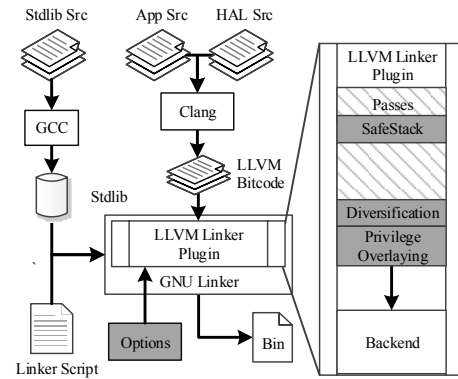 Stdlib Src
App Src
HAL Src
GCC
Clang
LLVM
Bitcode
Stdlib
LLVM Linker
Plugin
GNU Linker
Linker Script
Options
Bin
LLVM Linker
Plugin
Passes
SafeStack
Diversification
Privilege
Overlaying
Backend